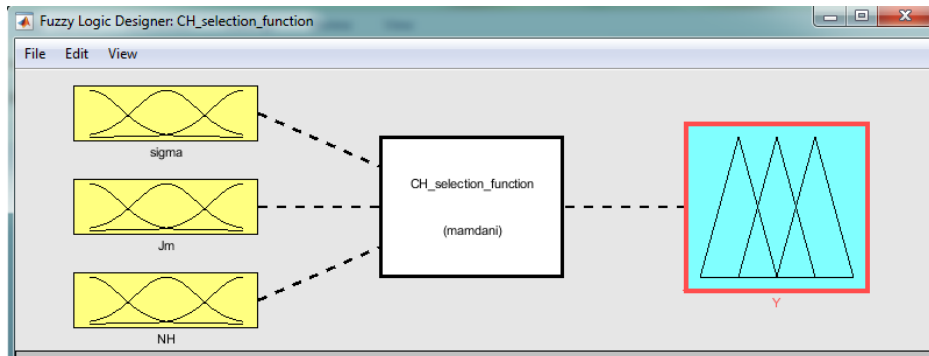 Fuzzy Logic Designer: CH_selection_function
File Edit View
sigma
Jm
NH
CH_selection_function
(mamdani)
Y